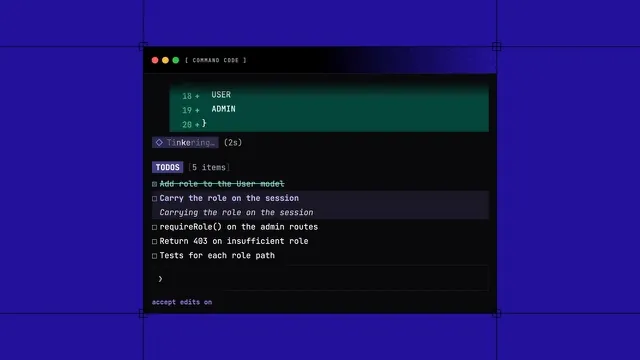 [ COMMAND CODE ]
18 + USER
19 + ADMIN
20 + }
Tinkering… (2s)
TODOS [5 items]
Add role to the User model
Carry the role on the session
Carrying the role on the session
requireRole() on the admin routes
Return 403 on insufficient role
Tests for each role path
❯
accept edits on